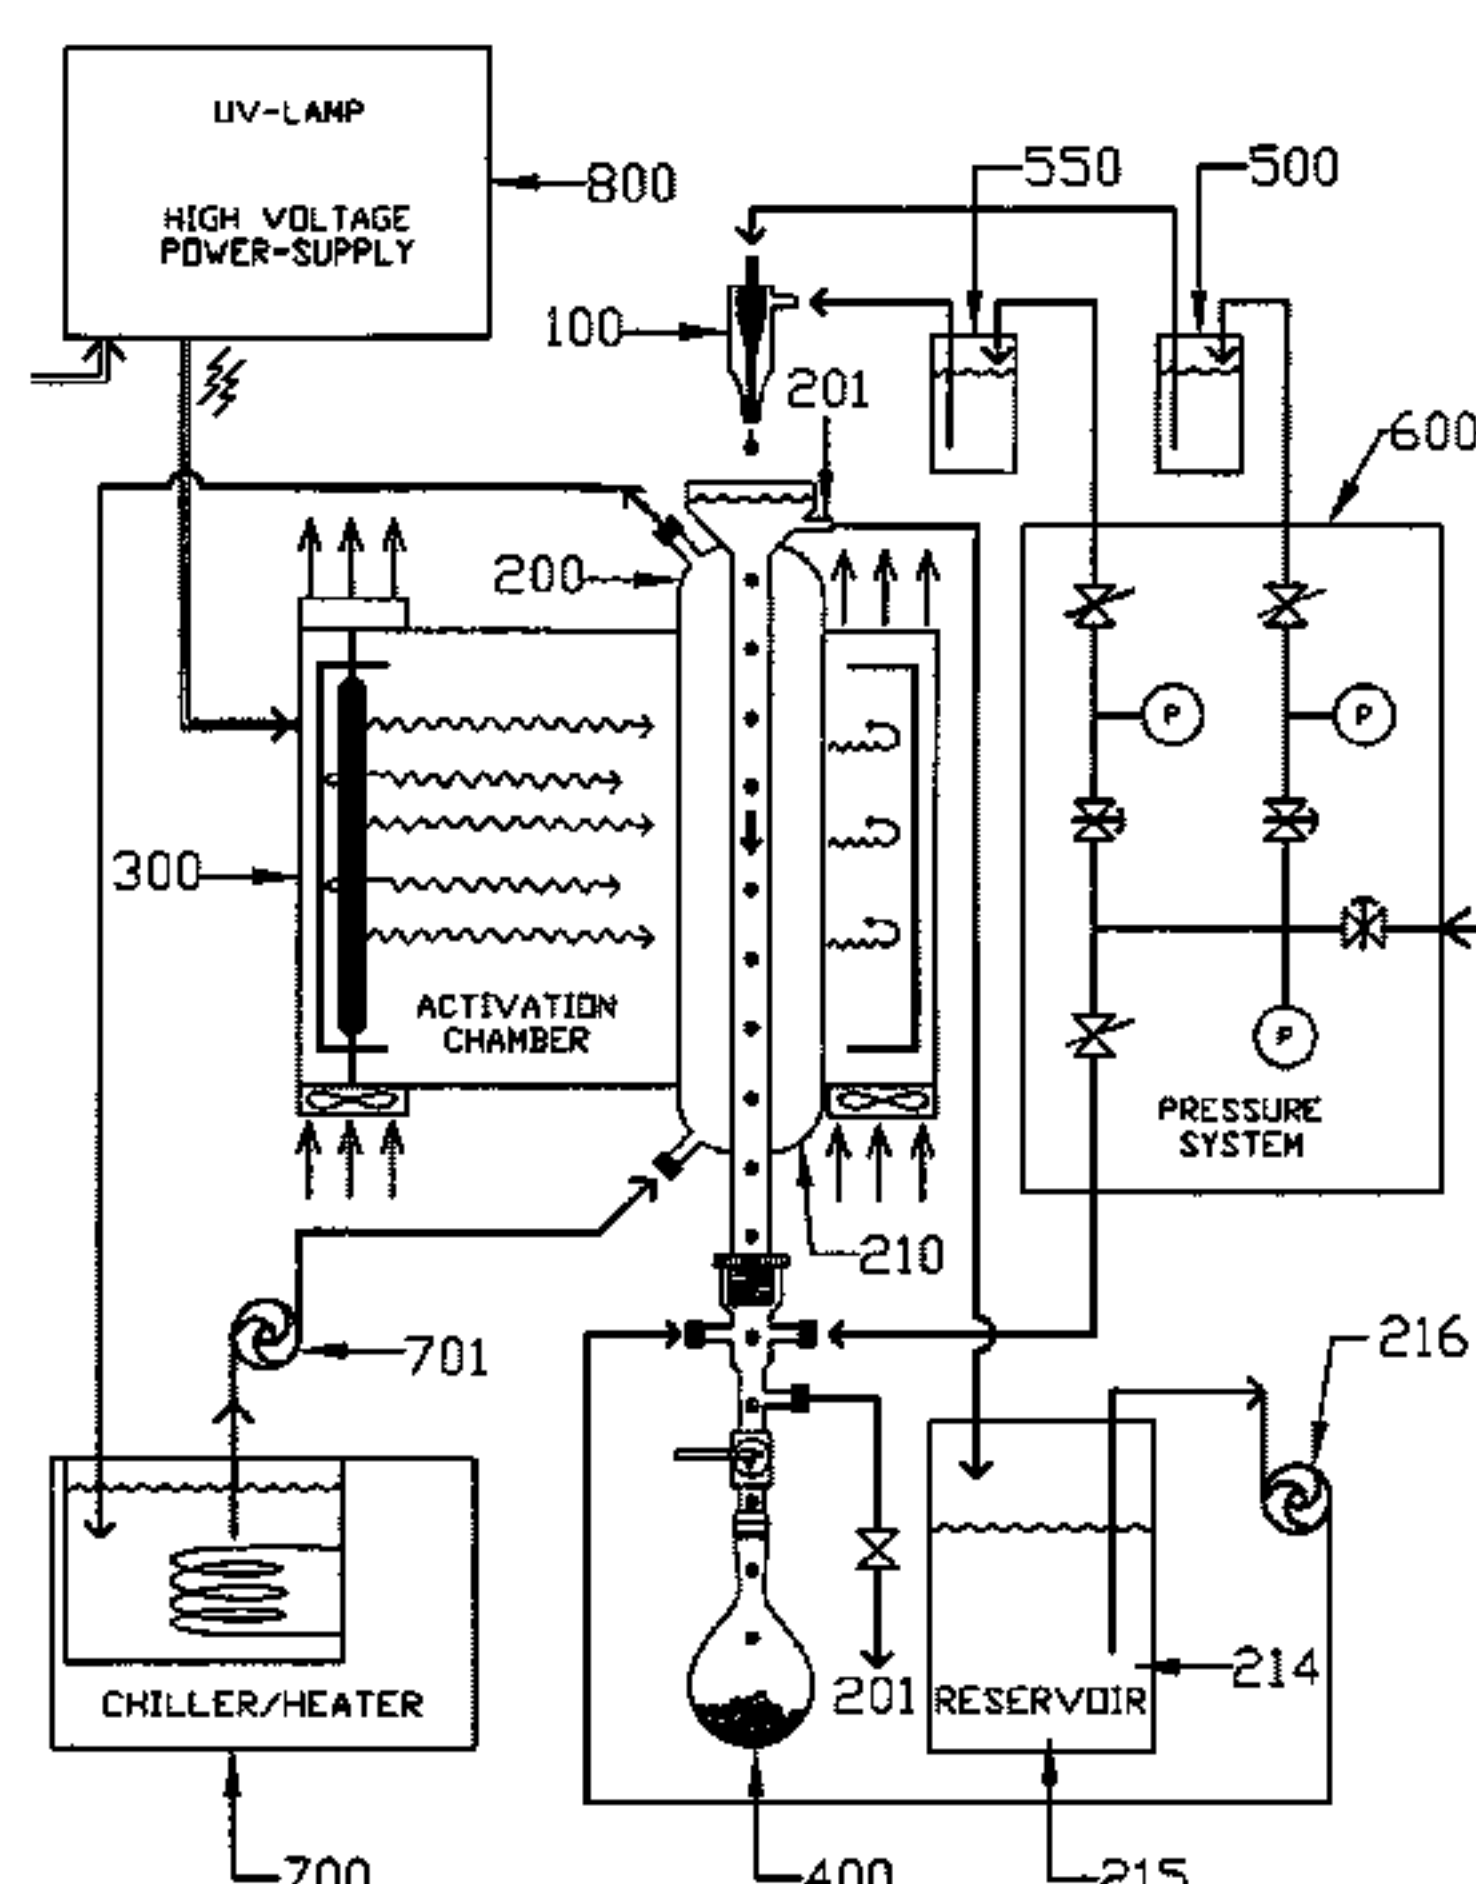 UV-LAMP
HIGH VOLTAGE
POWER-SUPPLY
800
550
500
100
201
600
200
P
P
300
ACTIVATION
CHAMBER
P
PRESSURE
SYSTEM
210
701
216
214
201
RESERVOIR
CHILLER/HEATER
700
400
215